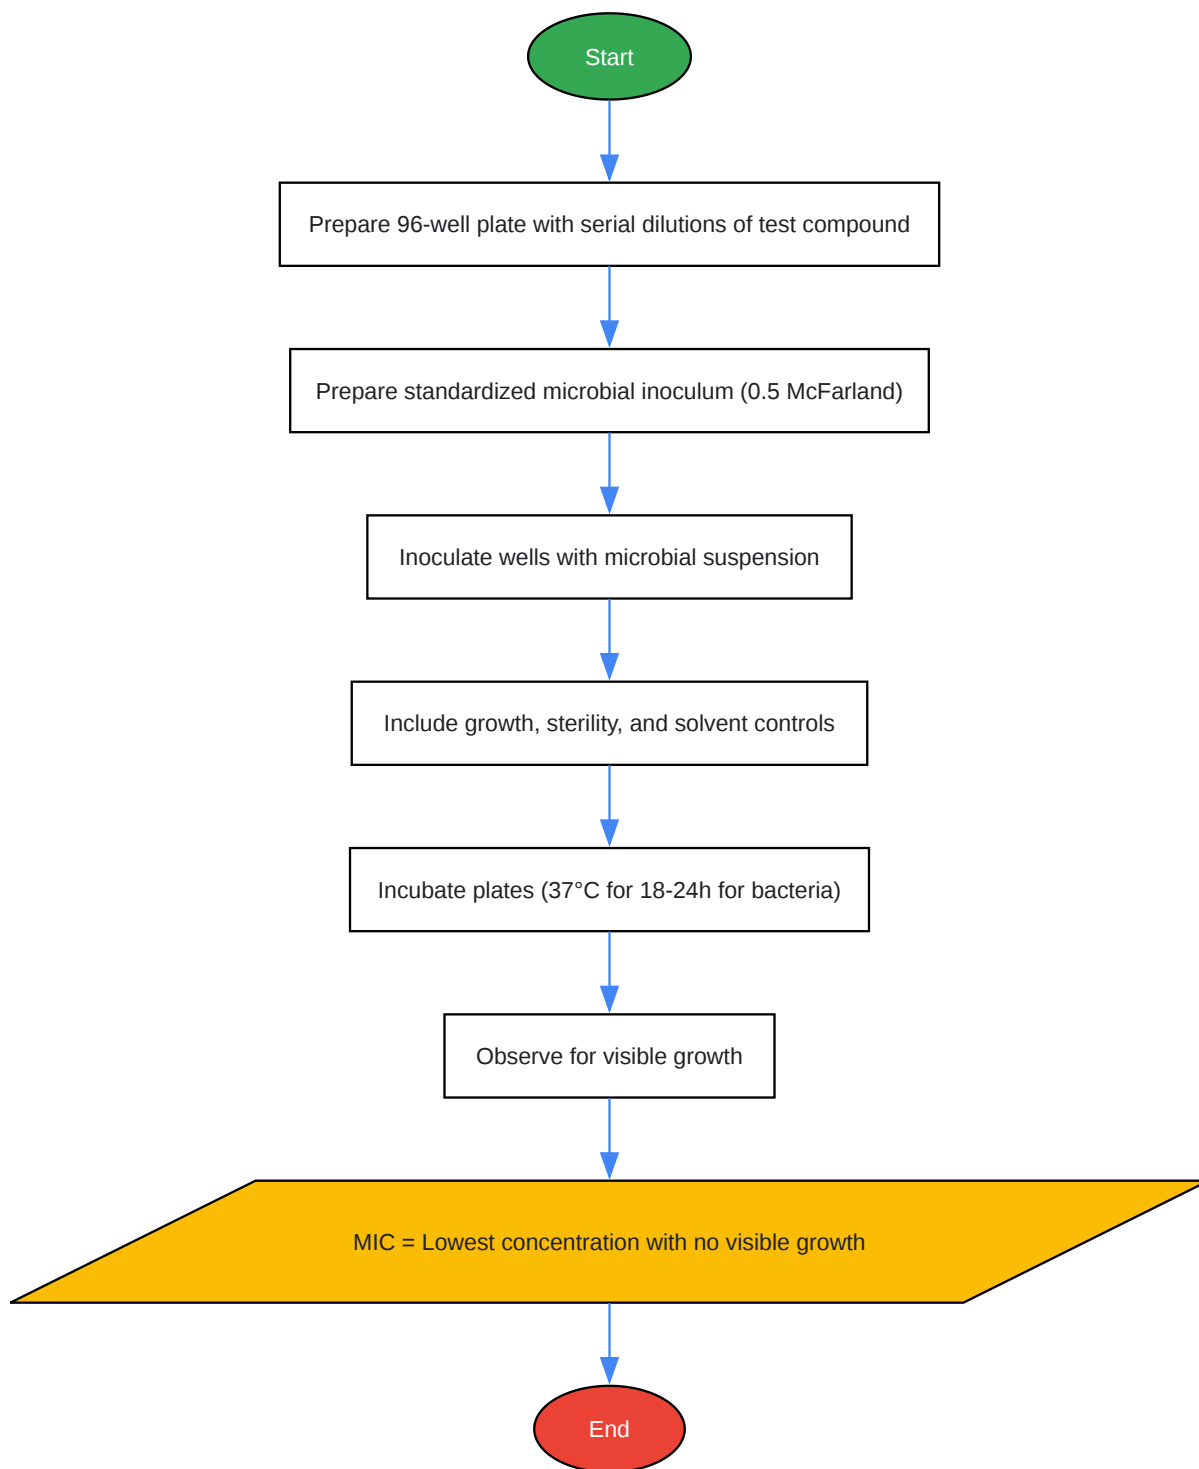 Start
Prepare 96-well plate with serial dilutions of test compound
Prepare standardized microbial inoculum (0.5 McFarland)
Inoculate wells with microbial suspension
Include growth, sterility, and solvent controls
Incubate plates (37°C for 18-24h for bacteria)
Observe for visible growth
MIC = Lowest concentration with no visible growth
End